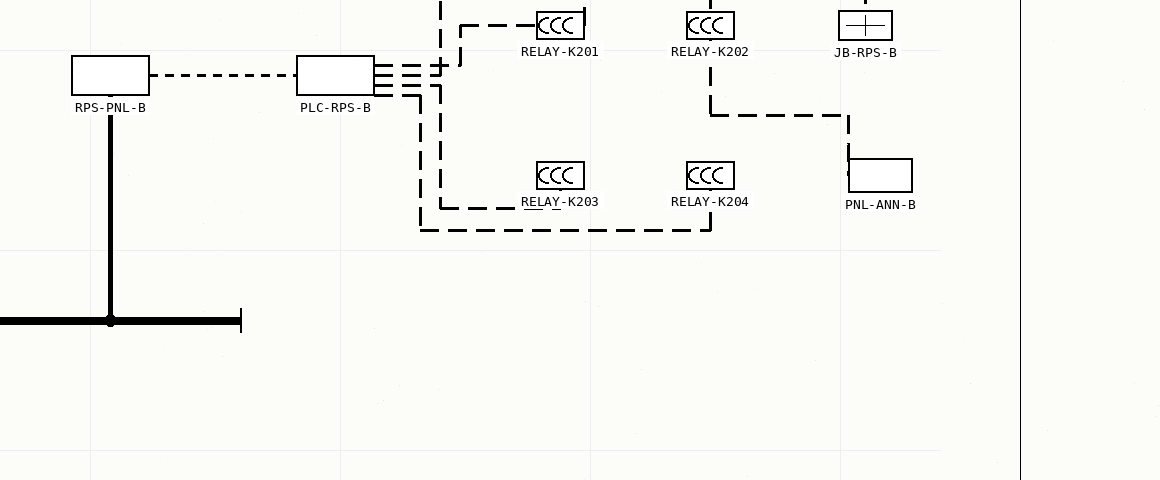 RELAY-K201
RELAY-K202
JB-RPS-B
RPS-PNL-B
PLC-RPS-B
RELAY-K203
RELAY-K204
PNL-ANN-B